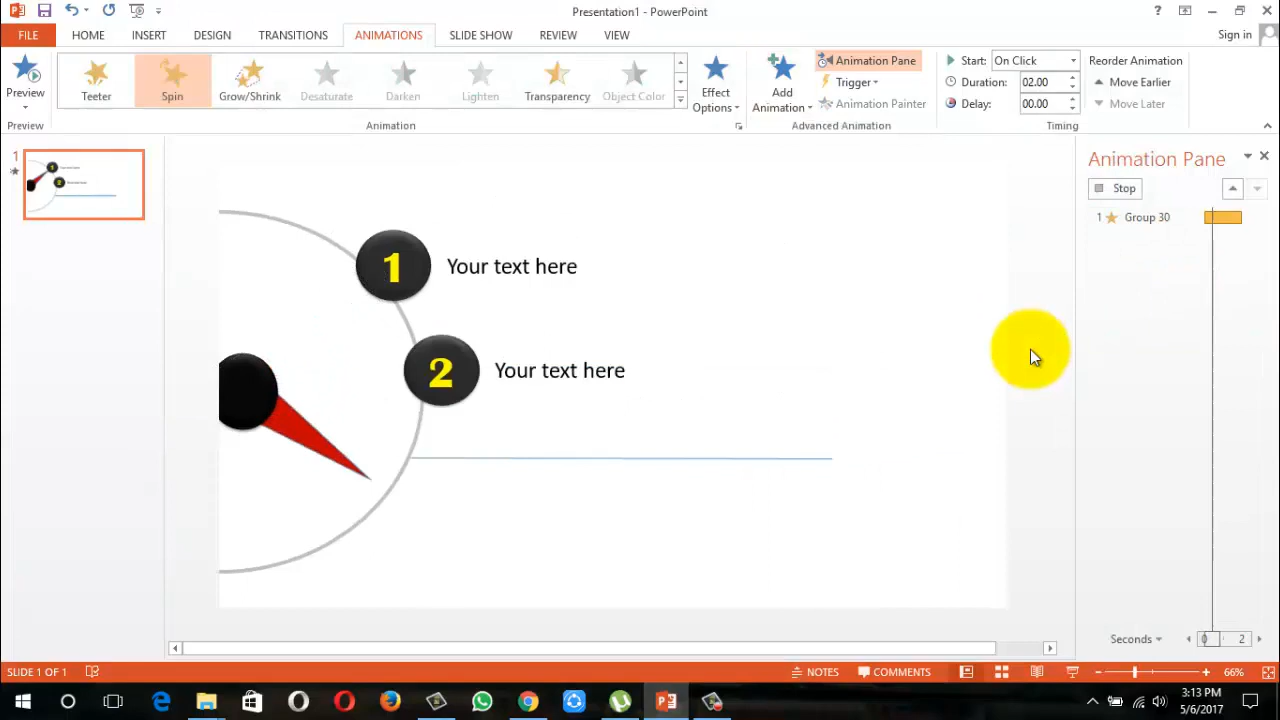 Presentation1 - PowerPoint
?
Sign in
FILE
HOME
INSERT
DESIGN
TRANSITIONS
ANIMATIONS
SLIDE SHOW
REVIEW
VIEW
Preview
Teeter
Spin
Grow/Shrink
Desaturate
Darken
Lighten
Transparency
Object Color
Effect
Options
Add
Animation
Animation Pane
Trigger
Animation Painter
Start: On Click
Duration: 02.00
Delay: 00.00
Reorder Animation
Move Earlier
Move Later
Preview
Animation
Advanced Animation
Timing
1
1
2
1 Your text here
2 Your text here
Animation Pane
Stop
1 Group 30
Seconds
0
2
SLIDE 1 OF 1
NOTES
COMMENTS
66%
3:13 PM
5/6/2017